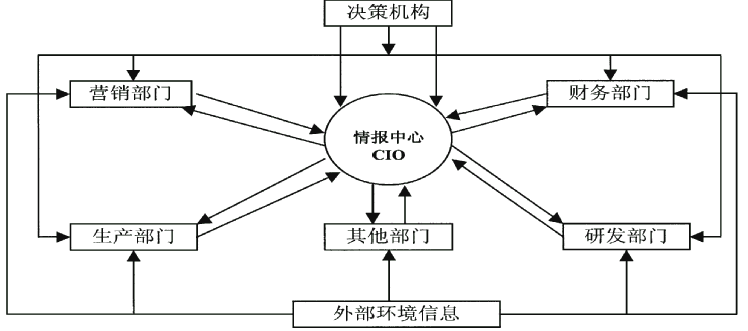 决策机构
营销部门
财务部门
情报中心
CIO
生产部门
其他部门
研发部门
外部环境信息